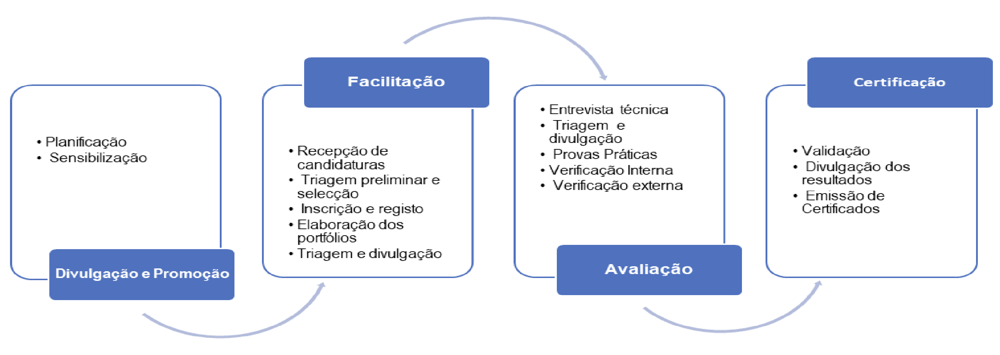 • Planificação
• Sensibilização
Divulgação e Promoção
Facilitação
• Recepção de
candidaturas
• Triagem preliminar e
selecção
• Inscrição e registo
• Elaboração dos
portfólios
• Triagem e divulgação
• Entrevista técnica
• Triagem e
divulgação
• Provas Práticas
• Verificação Interna
• Verificação externa
Avaliação
Certificação
• Validação
• Divulgação dos
resultados
• Emissão de
Certificados